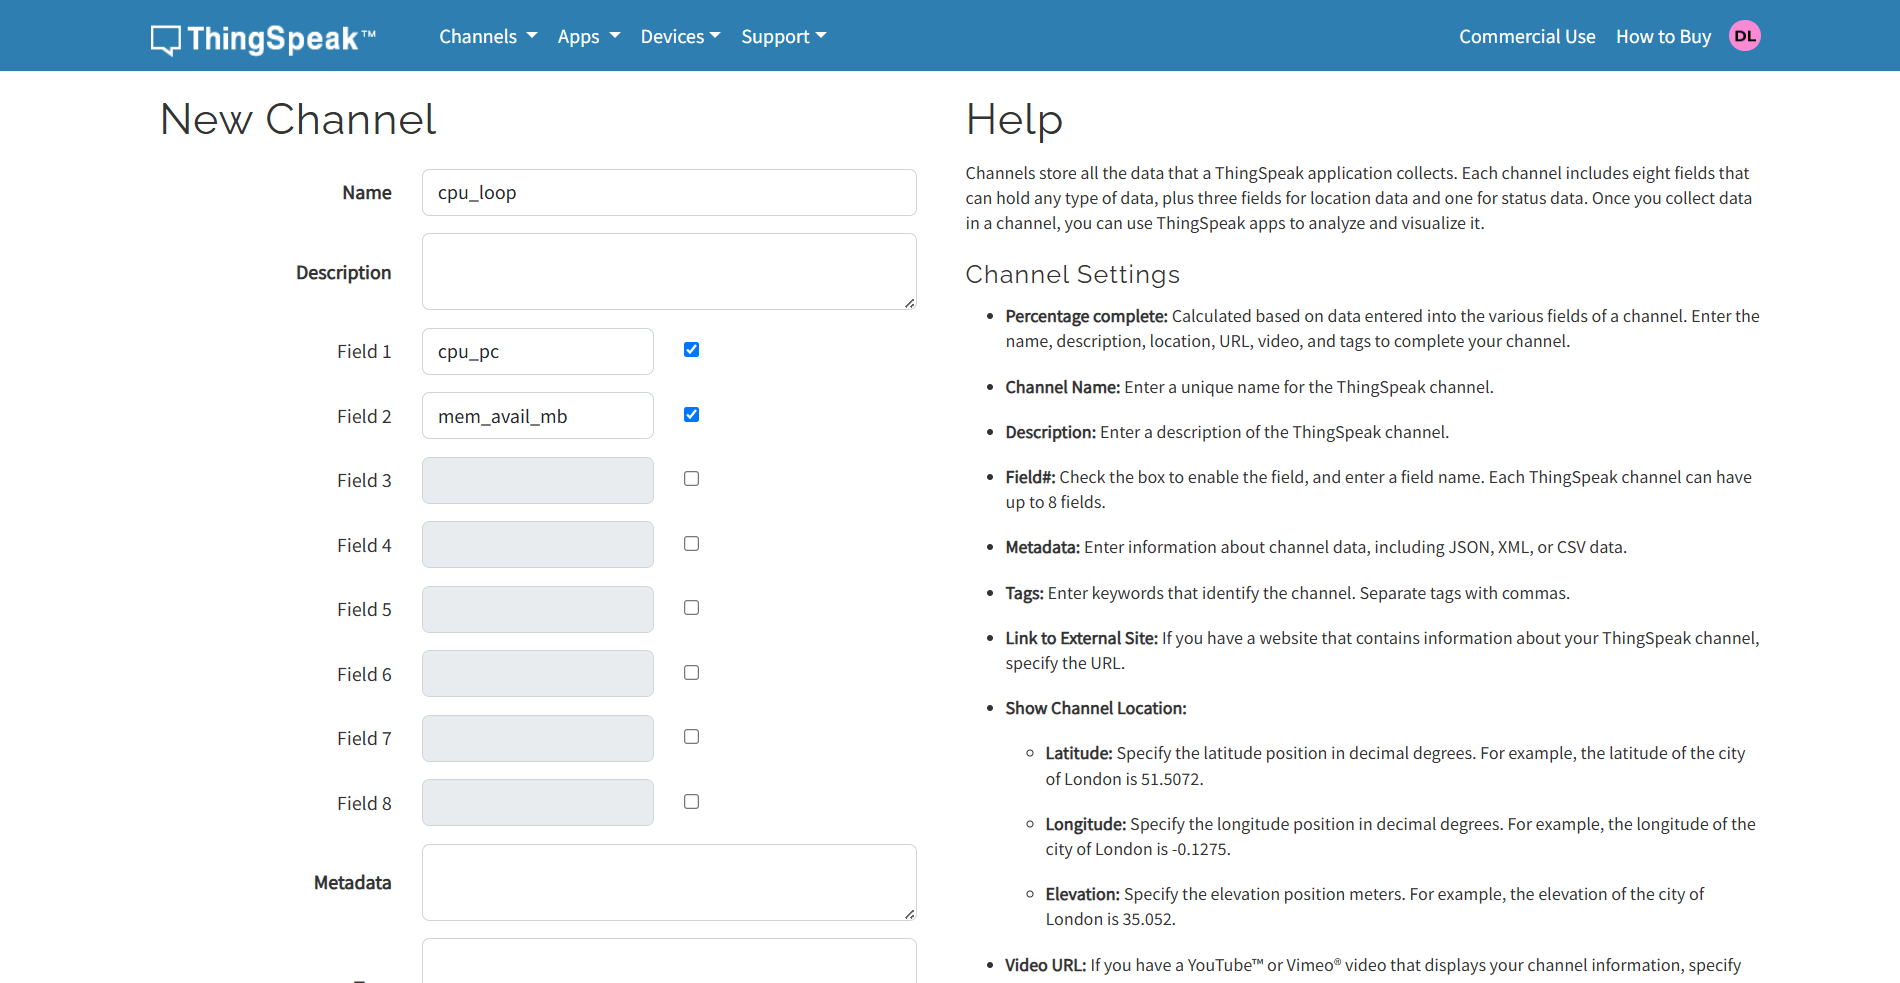 ThingSpeak™
Channels
Apps
Devices
Support
Commercial Use
How to Buy
DL
New Channel
Name
cpu_loop
Description
Field 1
cpu_pc
Field 2
mem_avail_mb
Field 3
Field 4
Field 5
Field 6
Field 7
Field 8
Metadata
Help
Channels store all the data that a ThingSpeak application collects. Each channel includes eight fields that
can hold any type of data, plus three fields for location data and one for status data. Once you collect data
in a channel, you can use ThingSpeak apps to analyze and visualize it.
Channel Settings
Percentage complete: Calculated based on data entered into the various fields of a channel. Enter the
name, description, location, URL, video, and tags to complete your channel.
Channel Name: Enter a unique name for the ThingSpeak channel.
Description: Enter a description of the ThingSpeak channel.
Field#: Check the box to enable the field, and enter a field name. Each ThingSpeak channel can have
up to 8 fields.
Metadata: Enter information about channel data, including JSON, XML, or CSV data.
Tags: Enter keywords that identify the channel. Separate tags with commas.
Link to External Site: If you have a website that contains information about your ThingSpeak channel,
specify the URL.
Show Channel Location:
Latitude: Specify the latitude position in decimal degrees. For example, the latitude of the city
of London is 51.5072.
Longitude: Specify the longitude position in decimal degrees. For example, the longitude of the
city of London is -0.1275.
Elevation: Specify the elevation position meters. For example, the elevation of the city of
London is 35.052.
Video URL: If you have a YouTube™ or Vimeo® video that displays your channel information, specify